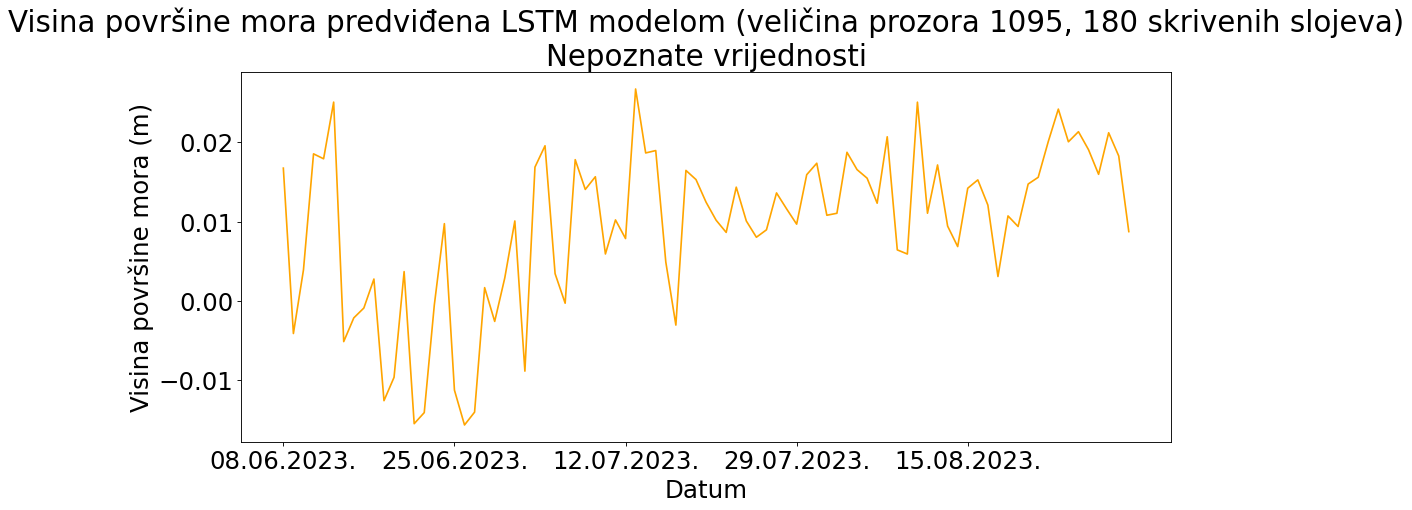 Visina površine mora predviđena LSTM modelom (veličina prozora 1095, 180 skrivenih slojeva)
Nepoznate vrijednosti
Visina površine mora (m)
0.02
0.01
0.00
−0.01
08.06.2023. 25.06.2023. 12.07.2023. 29.07.2023. 15.08.2023.
Datum